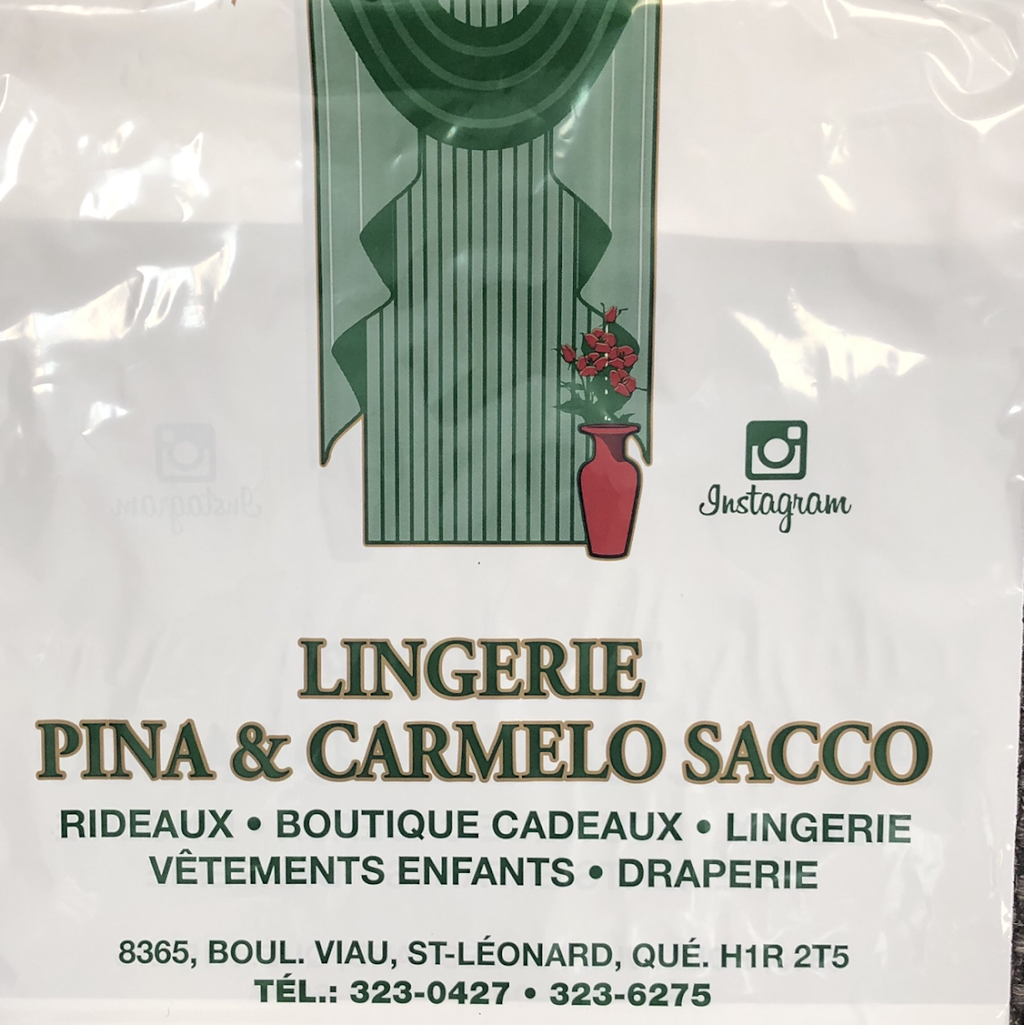 Instagram
LINGERIE
PINA & CARMELO SACCO
RIDEAUX • BOUTIQUE CADEAUX • LINGERIE
VÊTEMENTS ENFANTS • DRAPERIE
8365, BOUL. VIAU, ST-LÉONARD, QUÉ. H1R 2T5
TÉL.: 323-0427 • 323-6275